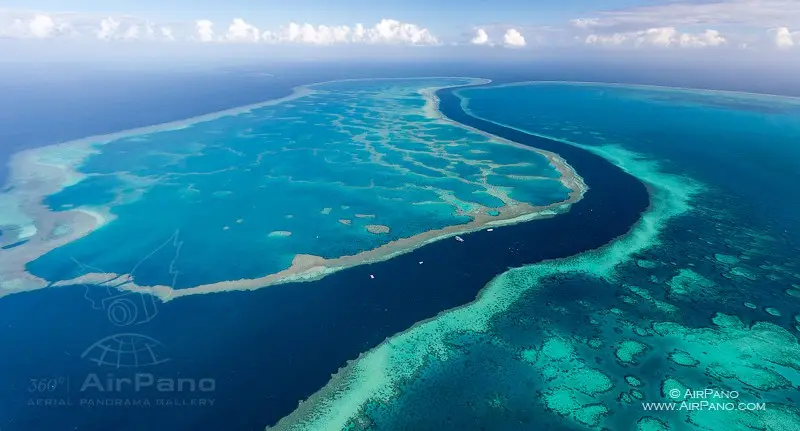 360° AirPano
AERIAL PANORAMA GALLERY
© AirPano
www.AirPano.com